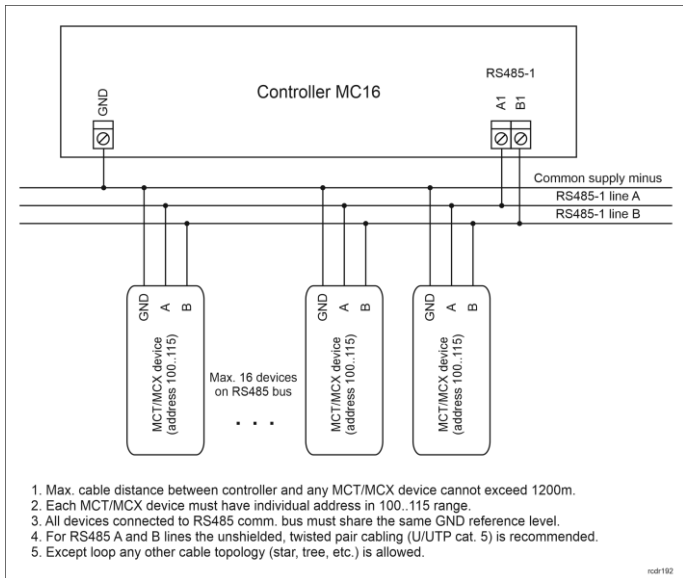 Controller MC16
RS485-1
GND
A1
B1
Common supply minus
RS485-1 line A
RS485-1 line B
GND
A
B
MCT/MCX device
(address 100..115)
Max. 16 devices
on RS485 bus
. . .
GND
A
B
MCT/MCX device
(address 100..115)
GND
A
B
MCT/MCX device
(address 100..115)
1. Max. cable distance between controller and any MCT/MCX device cannot exceed 1200m.
2. Each MCT/MCX device must have individual address in 100..115 range.
3. All devices connected to RS485 comm. bus must share the same GND reference level.
4. For RS485 A and B lines the unshielded, twisted pair cabling (U/UTP cat. 5) is recommended.
5. Except loop any other cable topology (star, tree, etc.) is allowed.
rcdr192